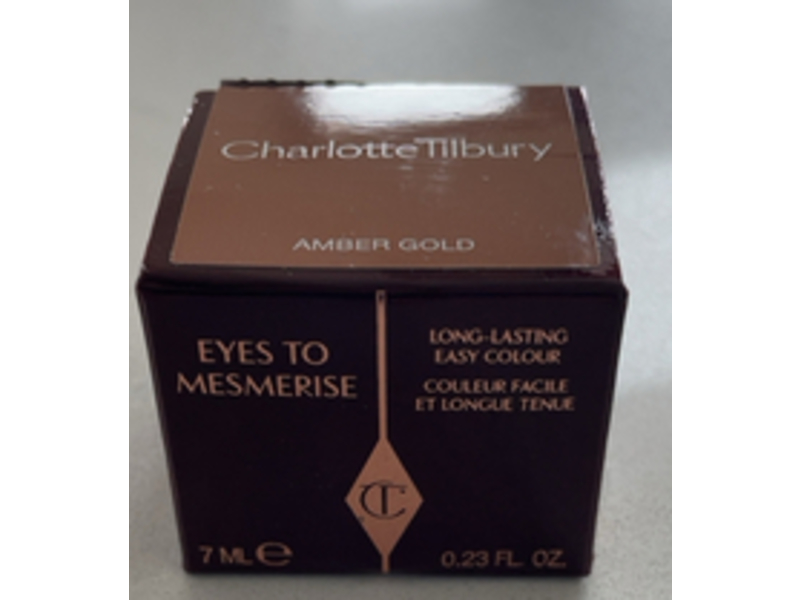 CharlotteTilbury
AMBER GOLD
EYES TO
MESMERISE
LONG-LASTING
EASY COLOUR
COULEUR FACILE
ET LONGUE TENUE
CT
7 ML e
0.23 FL. OZ.